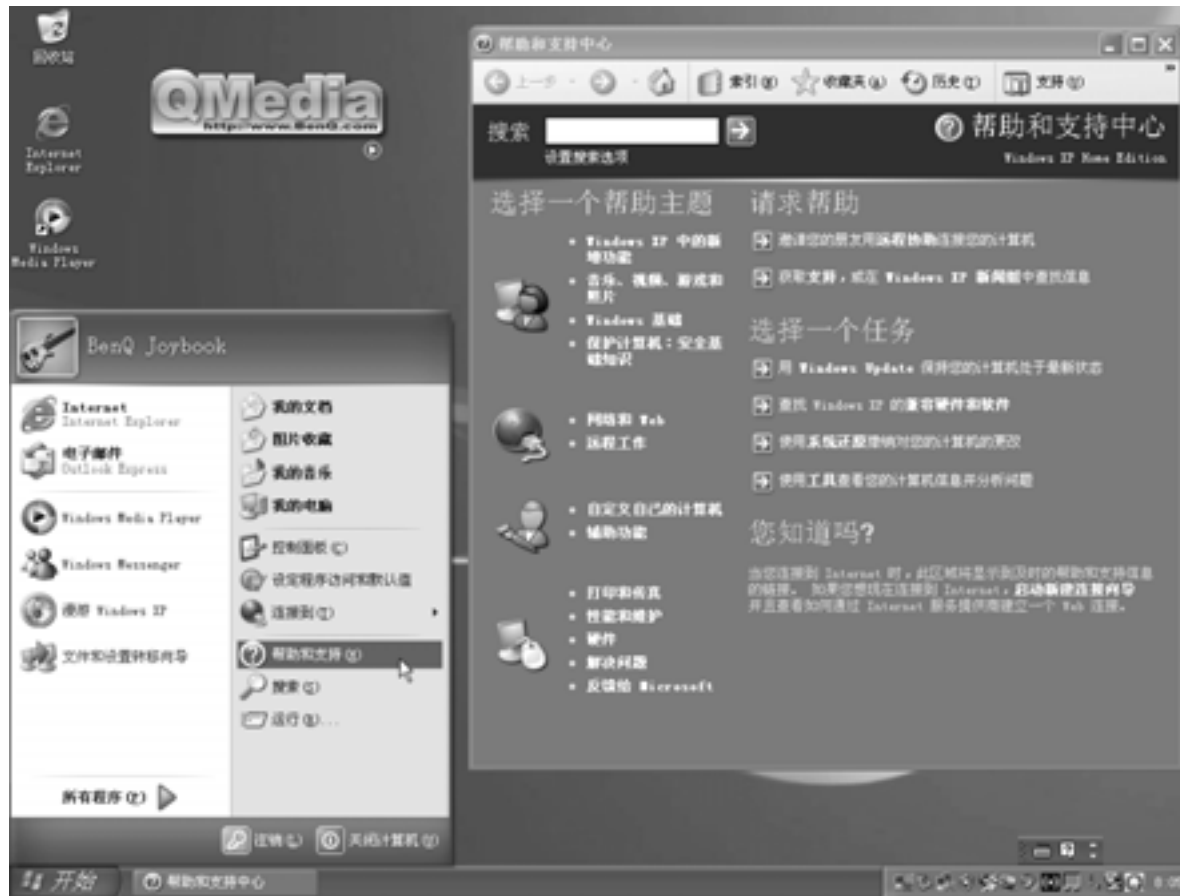 回收站
Internet
Explorer
Windows
Media Player
QMedia
http://www.BenQ.com
BenQ Joybook
Internet
Internet Explorer
电子邮件
Outlook Express
Windows Media Player
Windows Messenger
漫游 Windows XP
文件和设置转移向导
所有程序(P)
我的文档
图片收藏
我的音乐
我的电脑
控制面板(C)
设定程序访问和默认值
连接到(T)
帮助和支持(H)
搜索(S)
运行(R)...
注销(L)
关闭计算机(U)
开始
帮助和支持中心
帮助和支持中心
上一步
索引(N)
收藏夹(A)
历史(I)
支持(U)
搜索
设置搜索选项
帮助和支持中心
Windows XP Home Edition
选择一个帮助主题
Windows XP 中的新
增功能
音乐、视频、游戏和
照片
Windows 基础
保护计算机：安全基
础知识
网络和 Web
远程工作
自定义自己的计算机
辅助功能
打印和传真
性能和维护
硬件
解决问题
反馈给 Microsoft
请求帮助
邀请您的朋友用远程协助连接您的计算机
获取支持，或在 Windows XP 新闻组中查找信息
选择一个任务
用 Windows Update 保持您的计算机处于最新状态
查找 Windows XP 的兼容硬件和软件
使用系统还原撤销对您的计算机的更改
使用工具查看您的计算机信息并分析问题
您知道吗?
当您连接到 Internet 时，此区域将显示到及时的帮助和支持信息
的链接。 如果您想现在连接到 Internet，启动新建连接向导
并且查看如何通过 Internet 服务提供商建立一个 Web 连接。